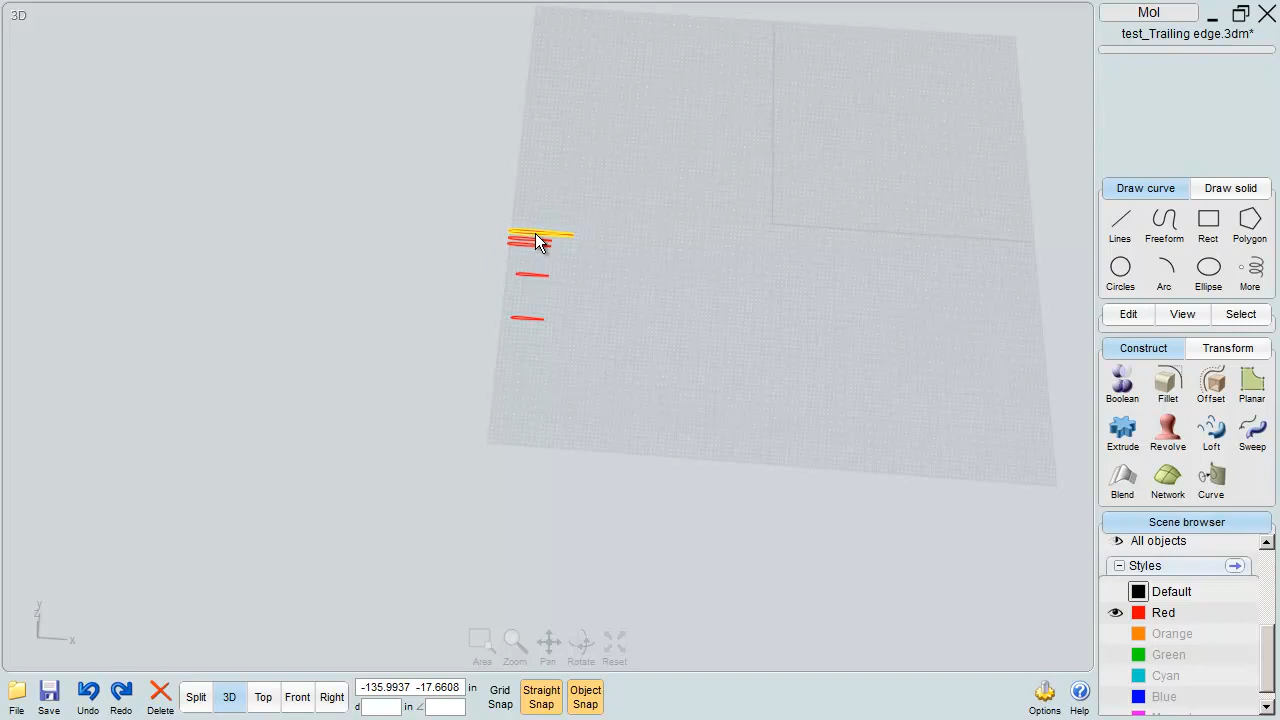 3D
MoI
test_Trailing edge.3dm*
Draw curve Draw solid
Lines Freeform Rect Polygon
Circles Arc Ellipse More
Edit View Select
Construct Transform
Boolean Fillet Offset Planar
Extrude Revolve Loft Sweep
Blend Network Curve
Scene browser
All objects
Styles
Default
Red
Orange
Green
Cyan
Blue
y
z
x
Area Zoom Pan Rotate Reset
File Save Undo Redo Delete Split 3D Top Front Right
-135.9937 -17.6608 in
d in ∠
Grid Snap
Straight Snap
Object Snap
Options Help